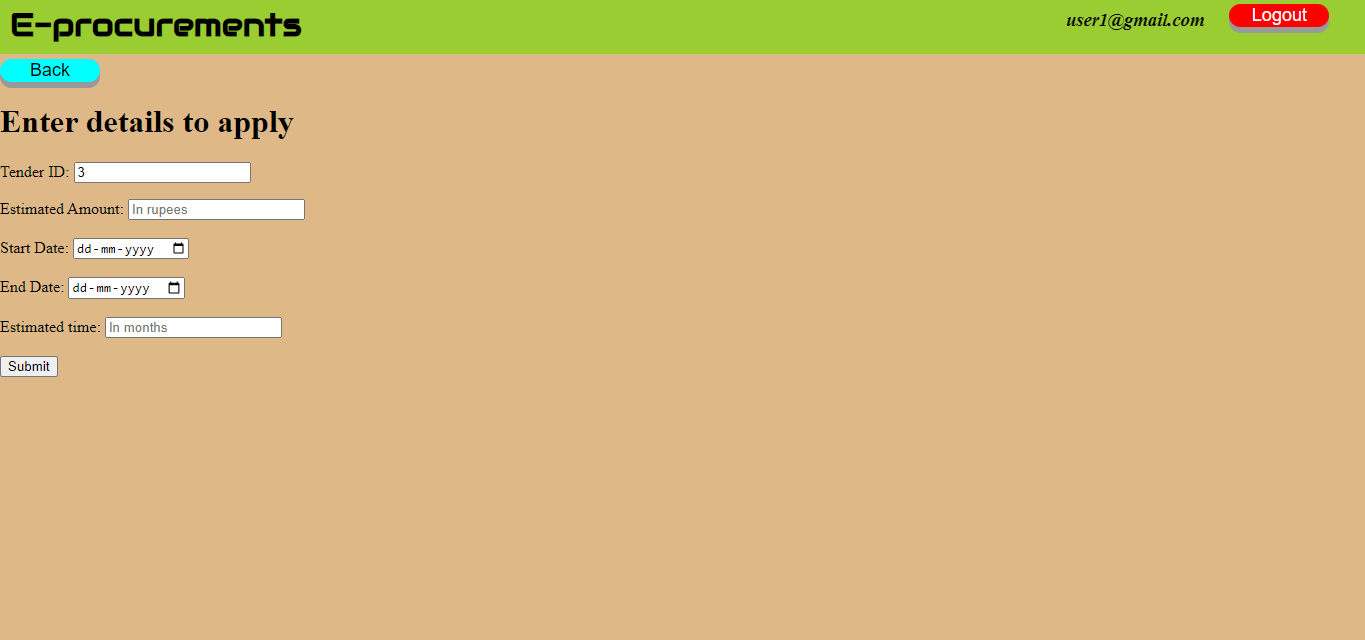 E-procurements user1@gmail.com Logout
Back
Enter details to apply
Tender ID: 3
Estimated Amount: In rupees
Start Date: dd-mm-yyyy
End Date: dd-mm-yyyy
Estimated time: In months
Submit